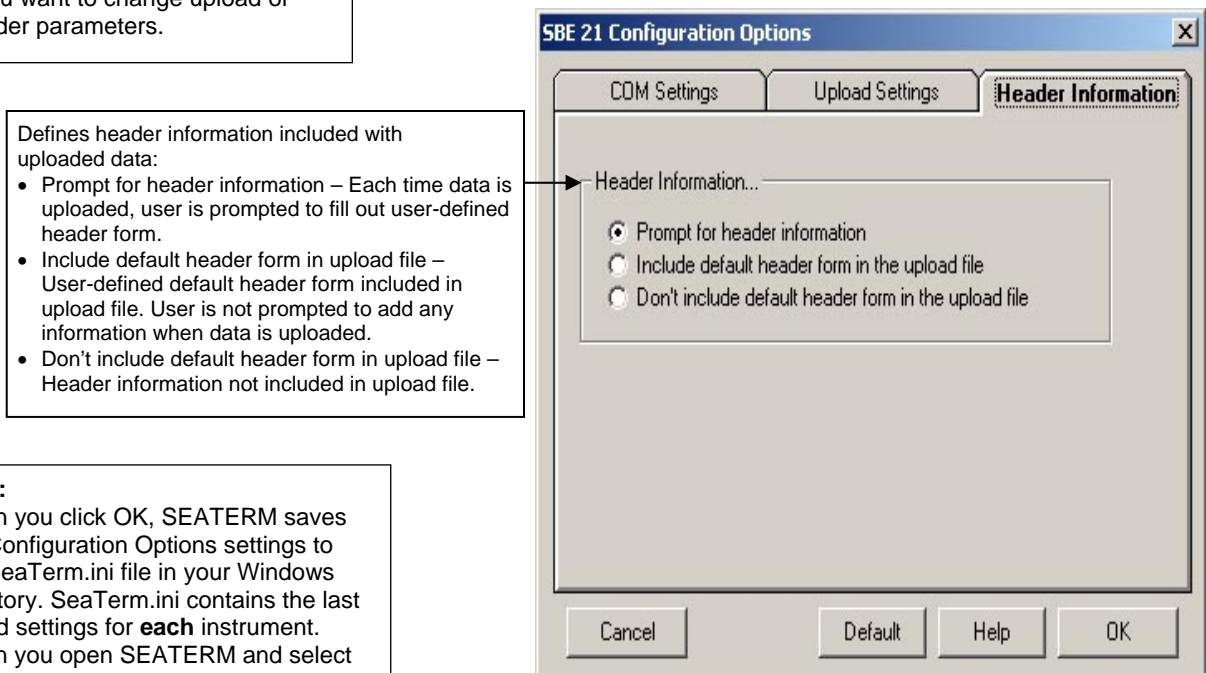 u want to change upload or
der parameters.
Defines header information included with
uploaded data:
• Prompt for header information – Each time data is
uploaded, user is prompted to fill out user-defined
header form.
• Include default header form in upload file –
User-defined default header form included in
upload file. User is not prompted to add any
information when data is uploaded.
• Don't include default header form in upload file –
Header information not included in upload file.
:
n you click OK, SEATERM saves
Configuration Options settings to
SeaTerm.ini file in your Windows
tory. SeaTerm.ini contains the last
d settings for each instrument.
n you open SEATERM and select
SBE 21 Configuration Options
COM Settings
Upload Settings
Header Information
Header Information...
Prompt for header information
Include default header form in the upload file
Don't include default header form in the upload file
Cancel
Default
Help
OK